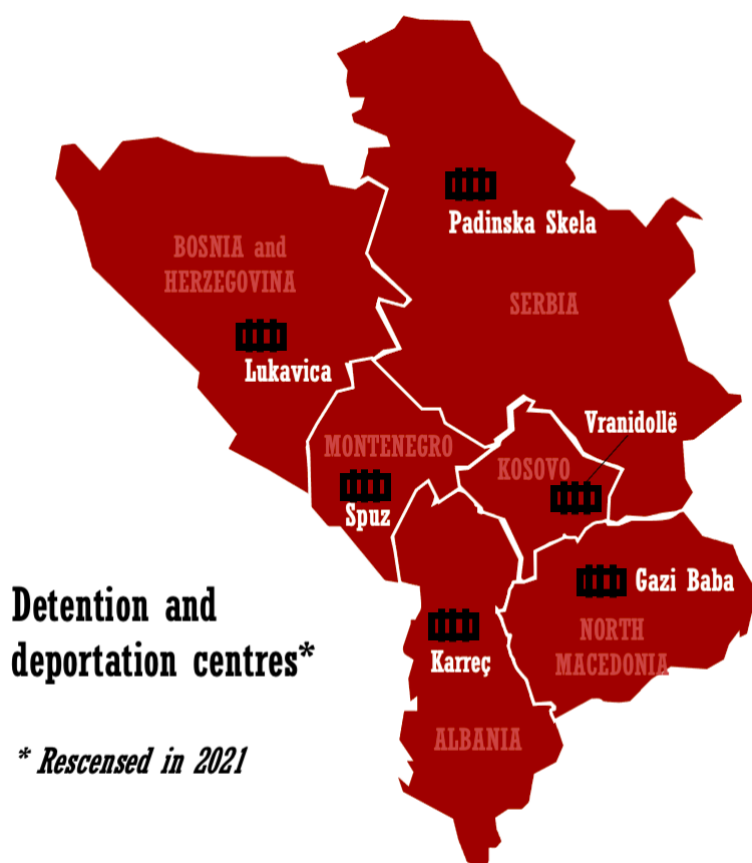 Padinska Skela
BOSNIA and
HERZEGOVINA
SERBIA
Lukavica
Vranidollë
MONTENEGRO
KOSOVO
Spuz
Gazi Baba
Detention and
deportation centres*
NORTH
MACEDONIA
Karreç
ALBANIA
* Rescensed in 2021